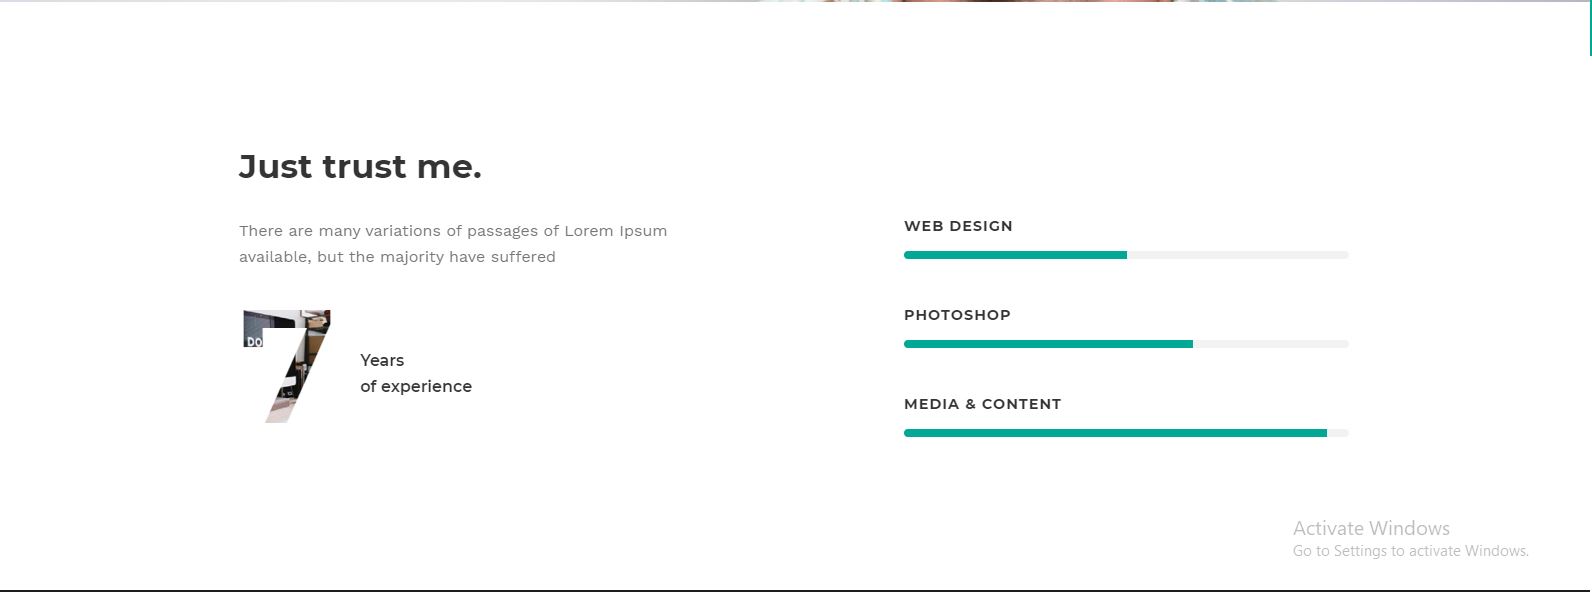 Just trust me.
There are many variations of passages of Lorem Ipsum
available, but the majority have suffered
DO
7
Years
of experience
WEB DESIGN
PHOTOSHOP
MEDIA & CONTENT
Activate Windows
Go to Settings to activate Windows.